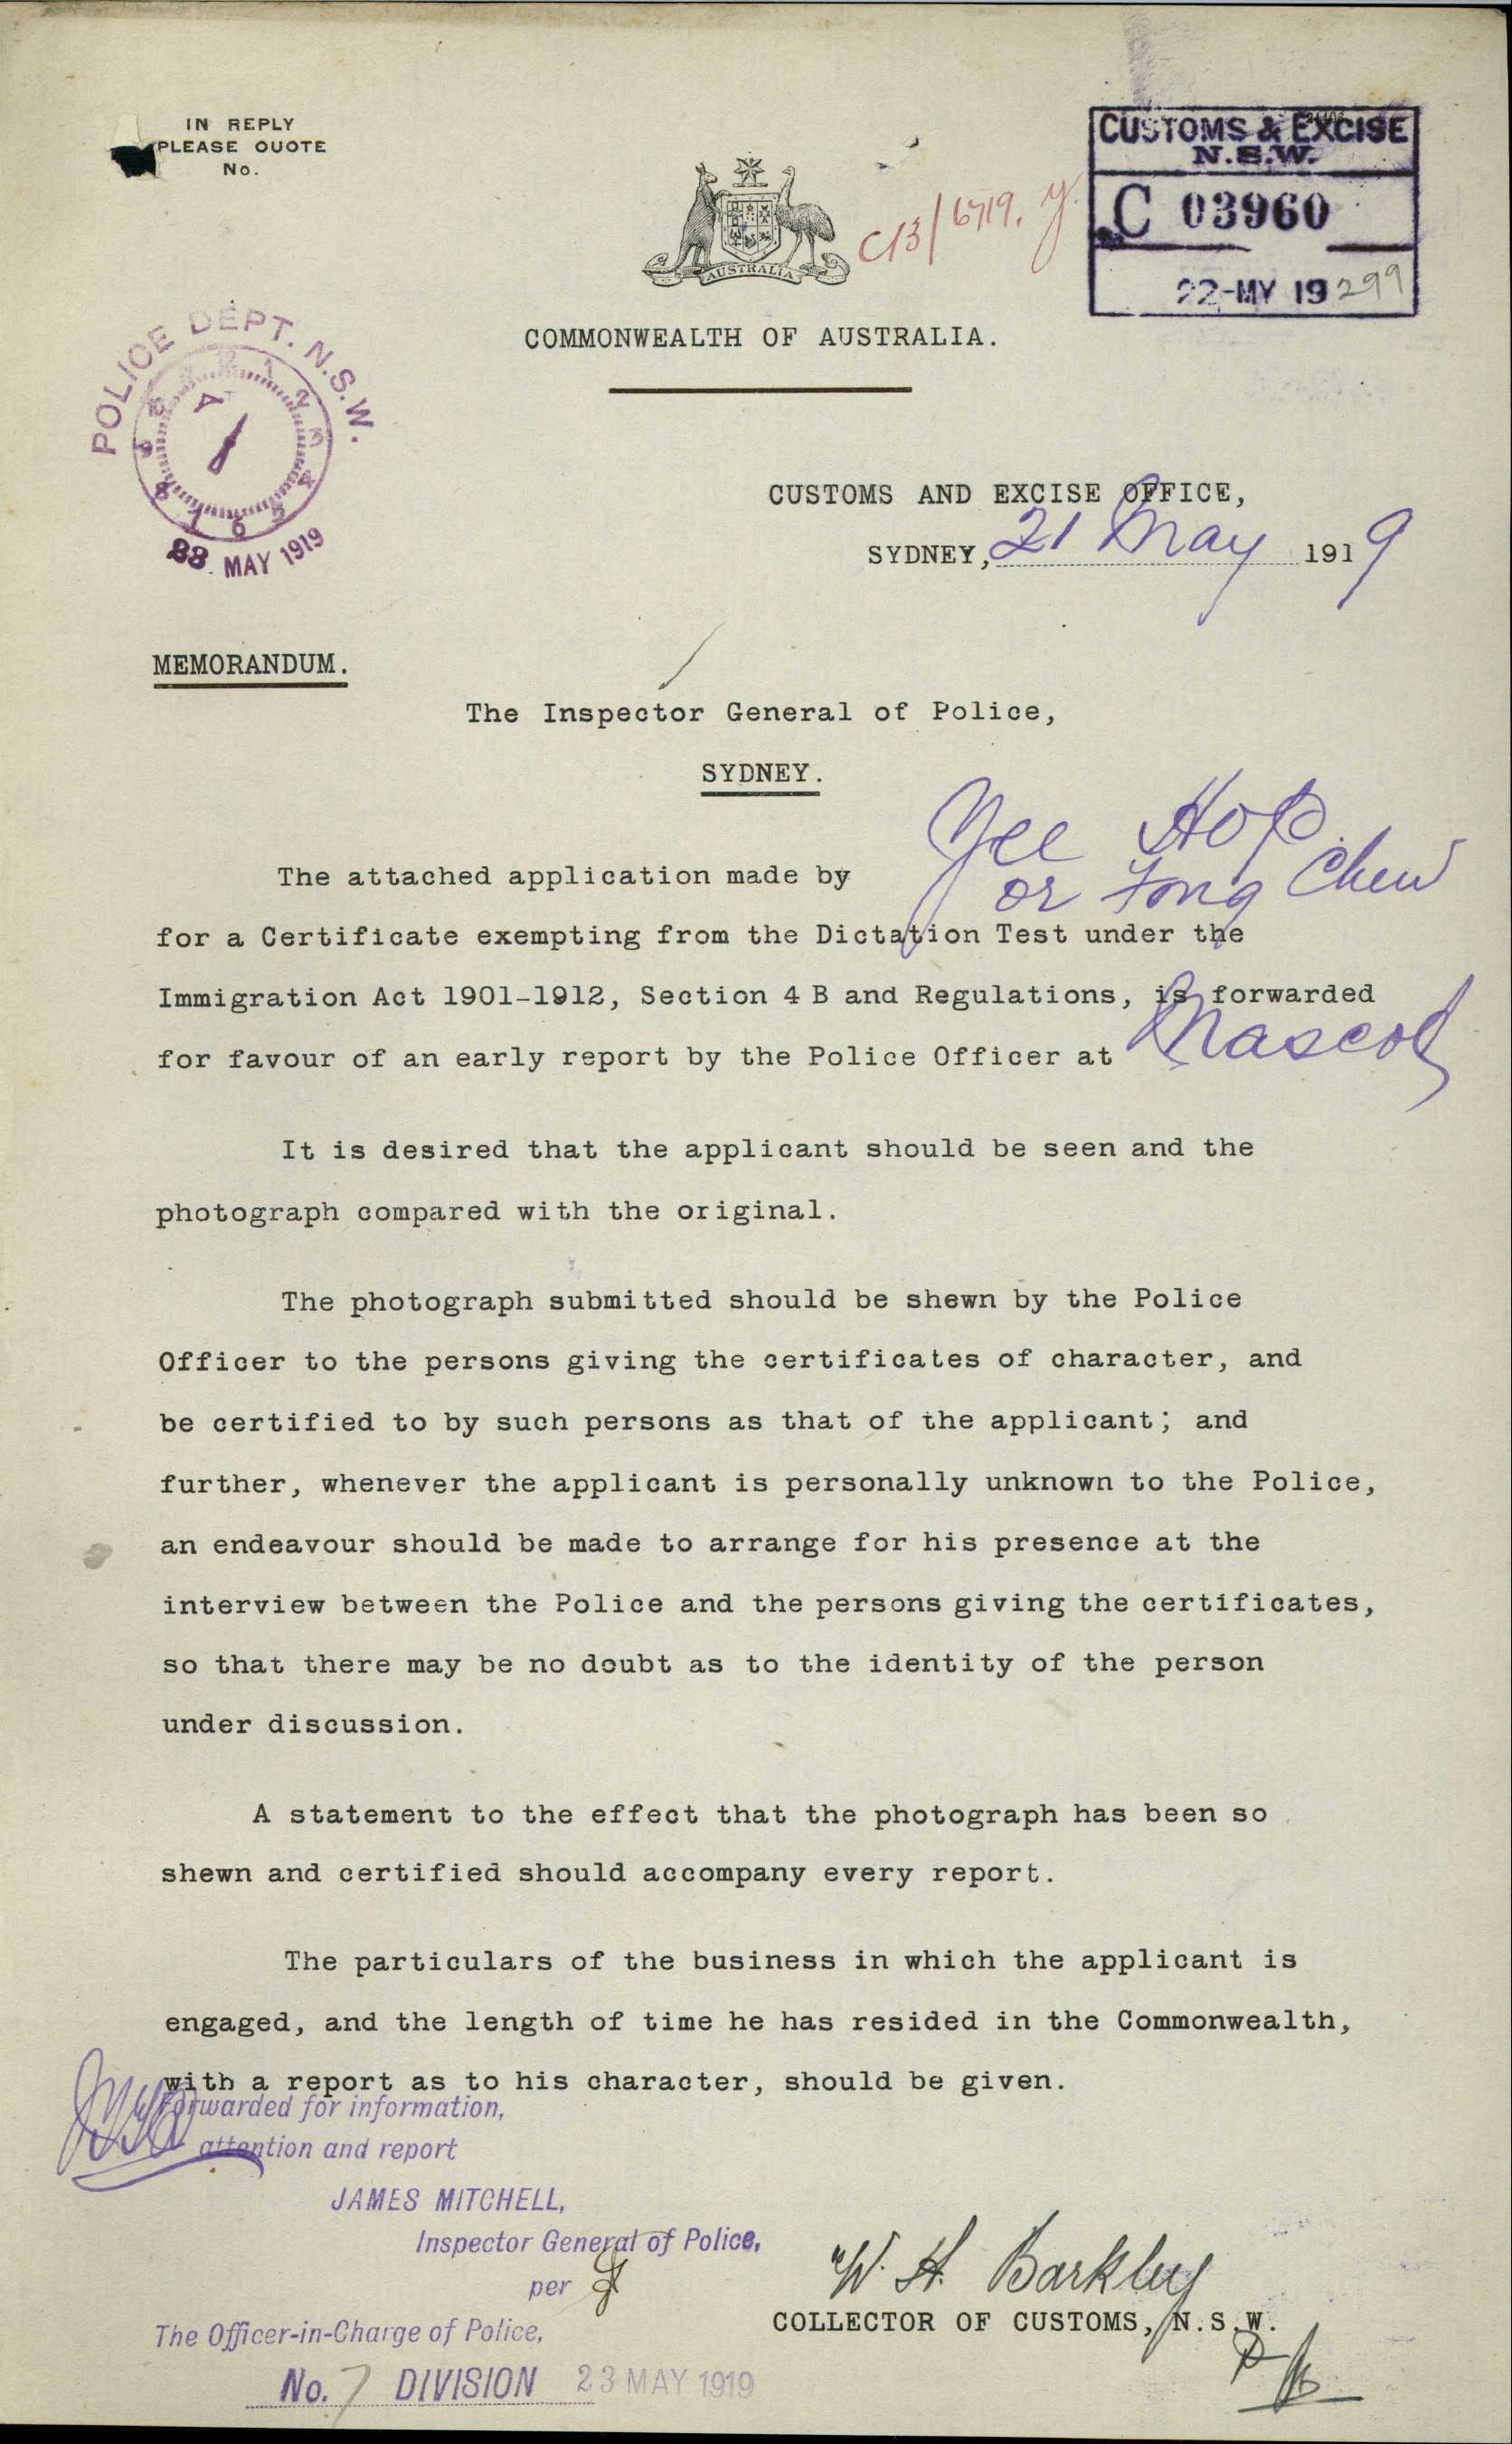 IN REPLY
PLEASE QUOTE
No.
CUSTOMS & EXCISE
N.S.W.
C 03960
22-MY 19 299
C13/6719. Y
AUSTRALIA
COMMONWEALTH OF AUSTRALIA.
POLICE DEPT. N.S.W.
MAY 1919
CUSTOMS AND EXCISE OFFICE,
SYDNEY, 21 May 1919
MEMORANDUM.
The Inspector General of Police,
SYDNEY.
Yee Hop
or Fong Chew
The attached application made by
for a Certificate exempting from the Dictation Test under the
Immigration Act 1901-1912, Section 4 B and Regulations, is forwarded
for favour of an early report by the Police Officer at Mascot
It is desired that the applicant should be seen and the
photograph compared with the original.
The photograph submitted should be shewn by the Police
Officer to the persons giving the certificates of character, and
be certified to by such persons as that of the applicant; and
further, whenever the applicant is personally unknown to the Police,
an endeavour should be made to arrange for his presence at the
interview between the Police and the persons giving the certificates,
so that there may be no doubt as to the identity of the person
under discussion.
A statement to the effect that the photograph has been so
shewn and certified should accompany every report.
The particulars of the business in which the applicant is
engaged, and the length of time he has resided in the Commonwealth,
with a report as to his character, should be given.
Forwarded for information,
attention and report
JAMES MITCHELL,
Inspector General of Police,
per
W. H. Barkley
COLLECTOR OF CUSTOMS, N.S.W.
The Officer-in-Charge of Police,
No. 7 DIVISION 23 MAY 1919